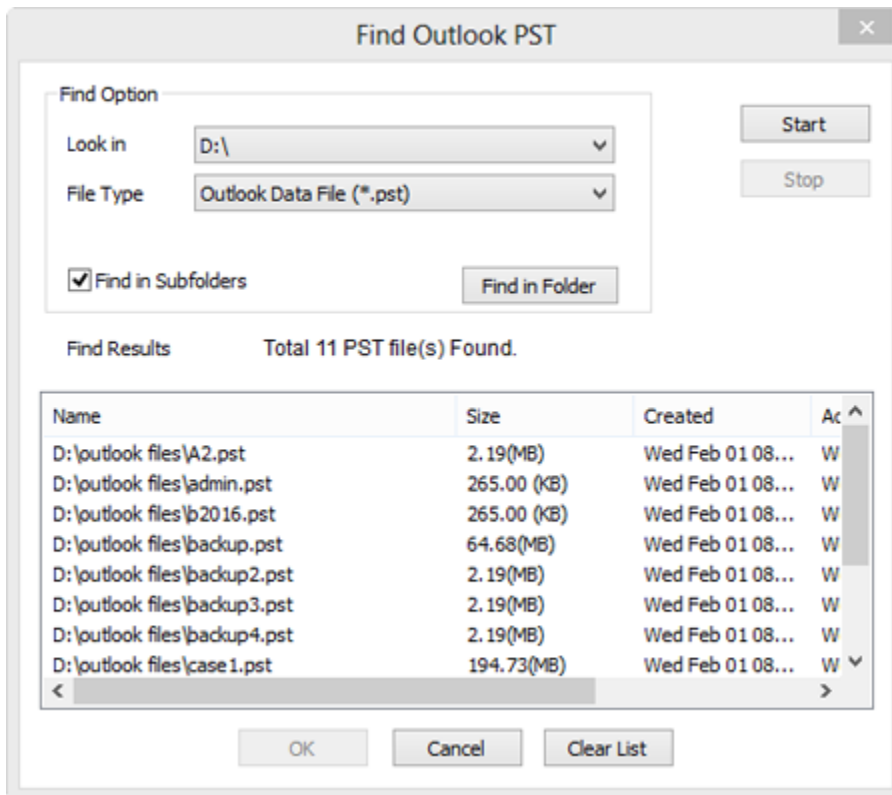 Find Outlook PST
Find Option
Look in D:\
File Type Outlook Data File (*.pst)
Find in Subfolders Find in Folder
Start
Stop
Find Results Total 11 PST file(s) Found.
Name Size Created Ac
D:\outlook files\A2.pst 2.19(MB) Wed Feb 01 08... W
D:\outlook files\admin.pst 265.00 (KB) Wed Feb 01 08... W
D:\outlook files\b2016.pst 265.00 (KB) Wed Feb 01 08... W
D:\outlook files\backup.pst 64.68(MB) Wed Feb 01 08... W
D:\outlook files\backup2.pst 2.19(MB) Wed Feb 01 08... W
D:\outlook files\backup3.pst 2.19(MB) Wed Feb 01 08... W
D:\outlook files\backup4.pst 2.19(MB) Wed Feb 01 08... W
D:\outlook files\case1.pst 194.73(MB) Wed Feb 01 08... W
OK Cancel Clear List